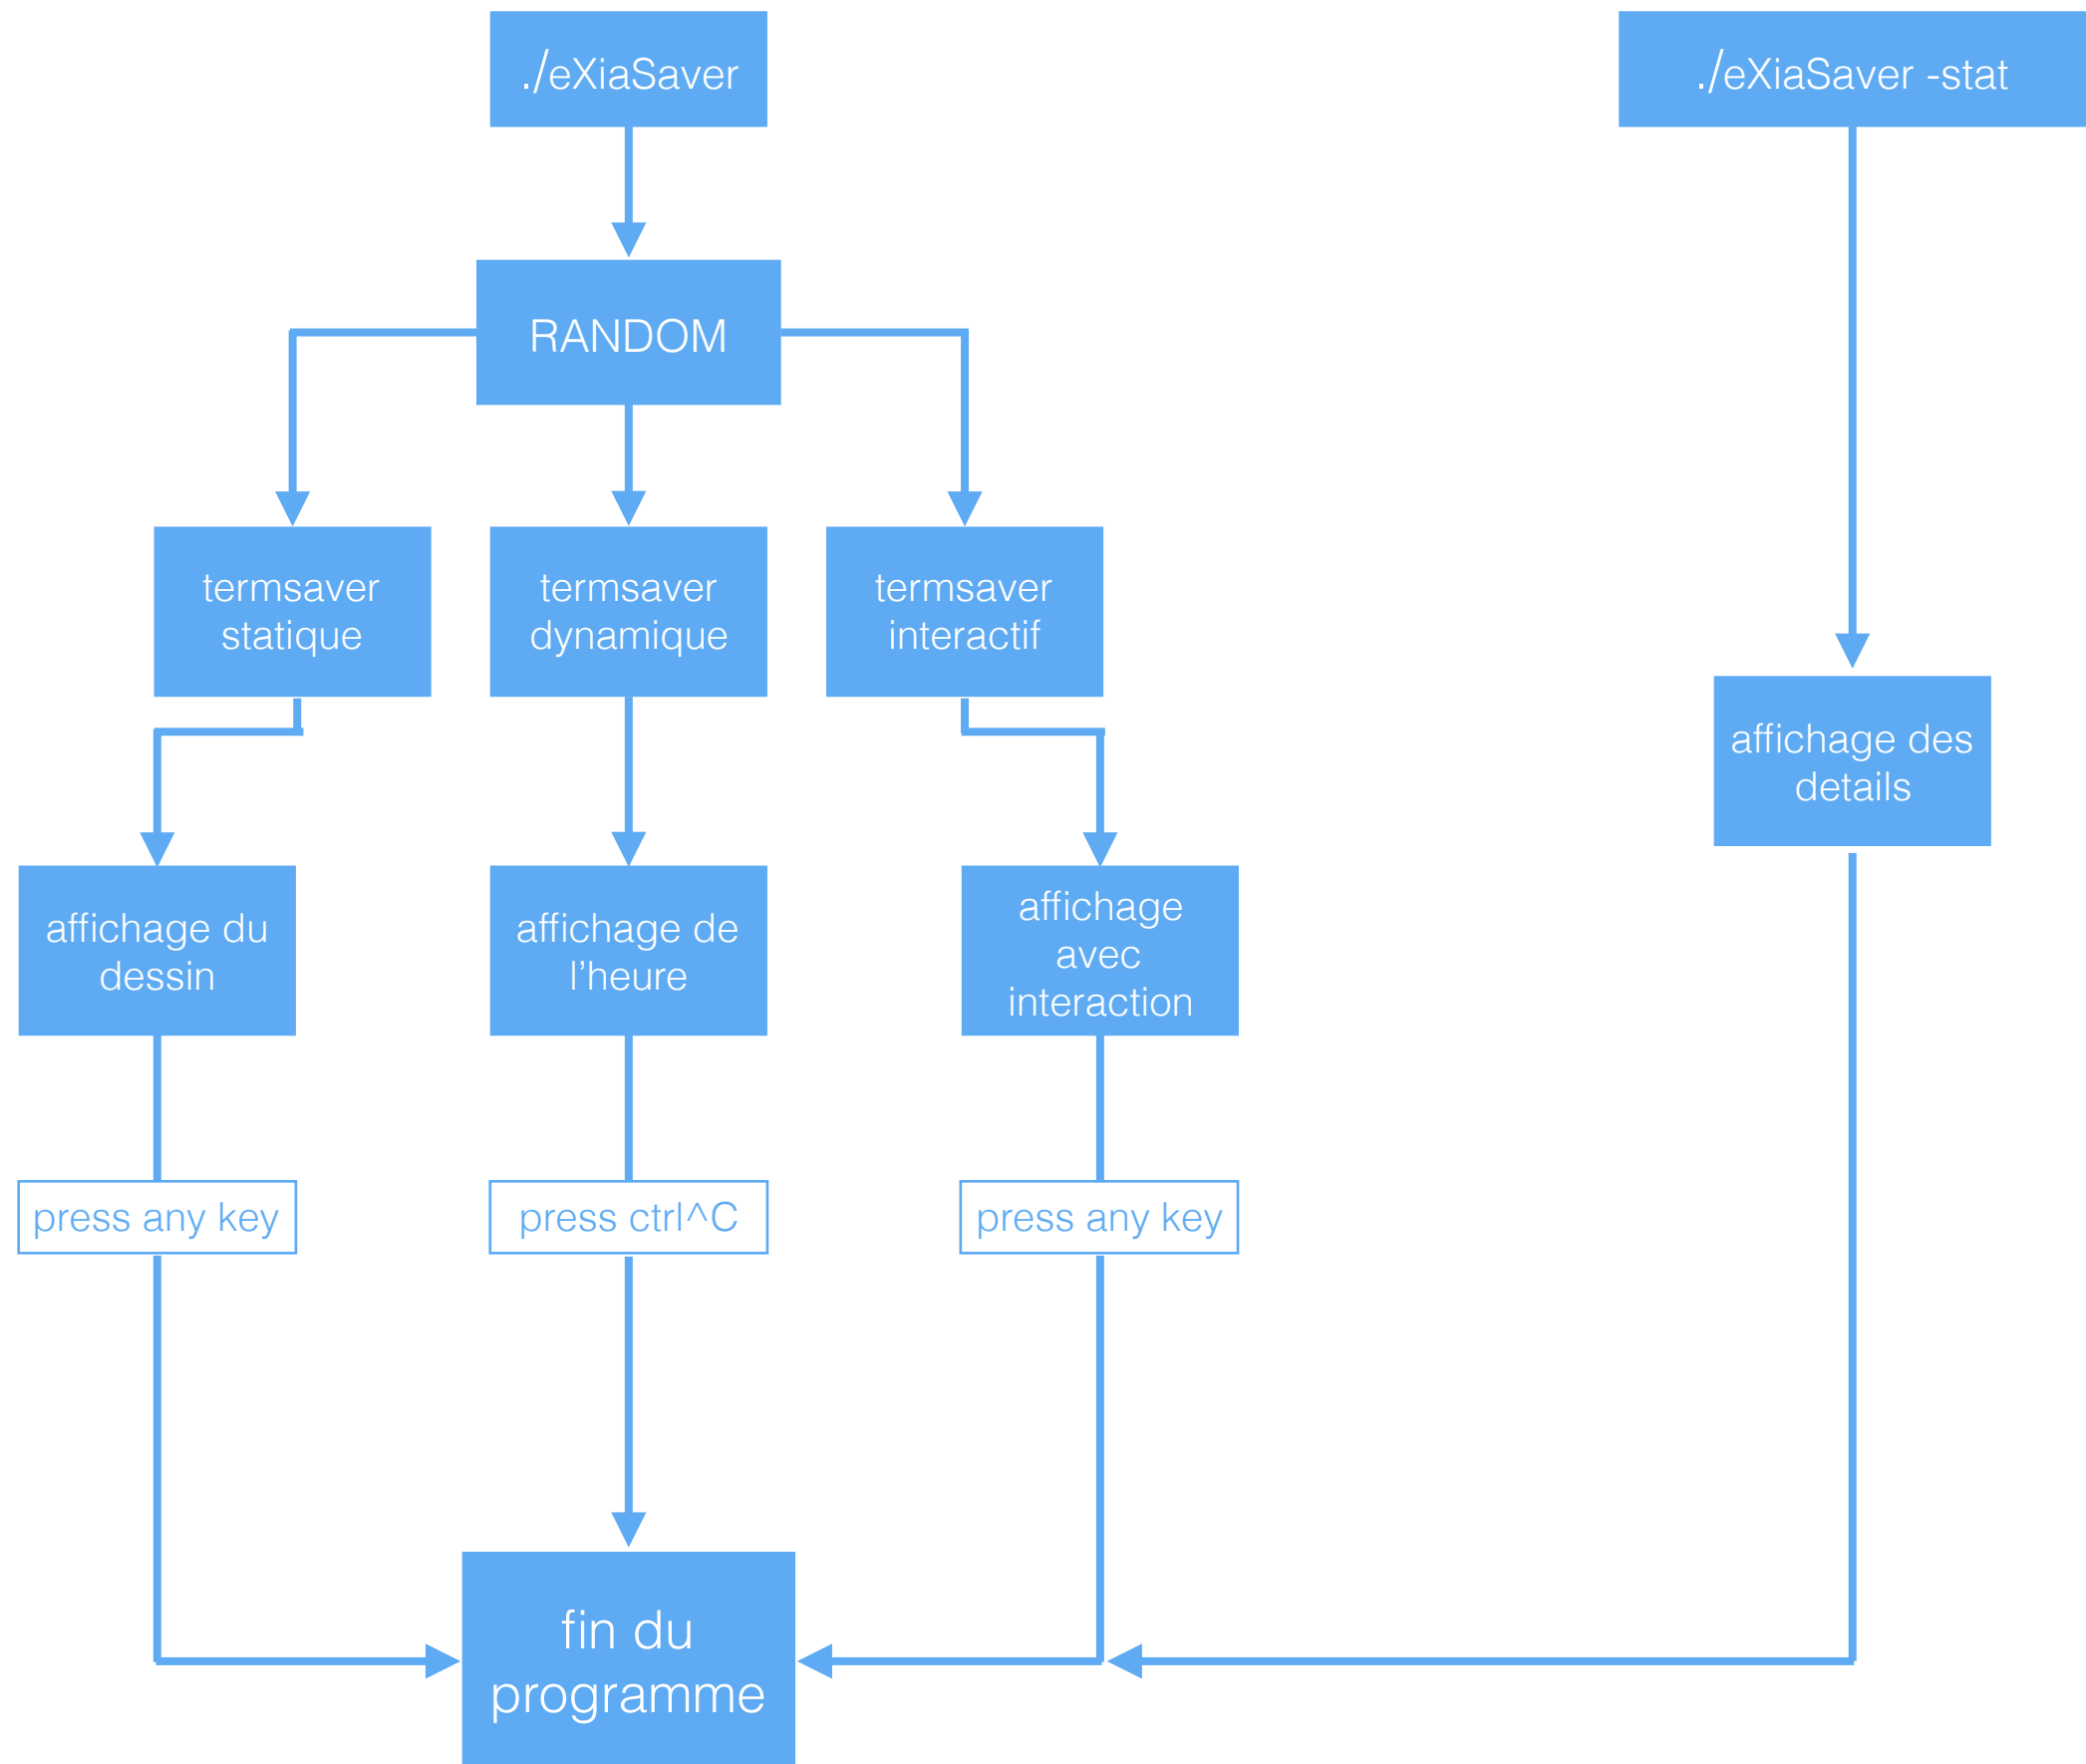 ./eXiaSaver
./eXiaSaver -stat
RANDOM
termsaver
statique
termsaver
dynamique
termsaver
interactif
affichage des
details
affichage du
dessin
affichage de
l’heure
affichage
avec
interaction
press any key
press ctrl^C
press any key
fin du
programme